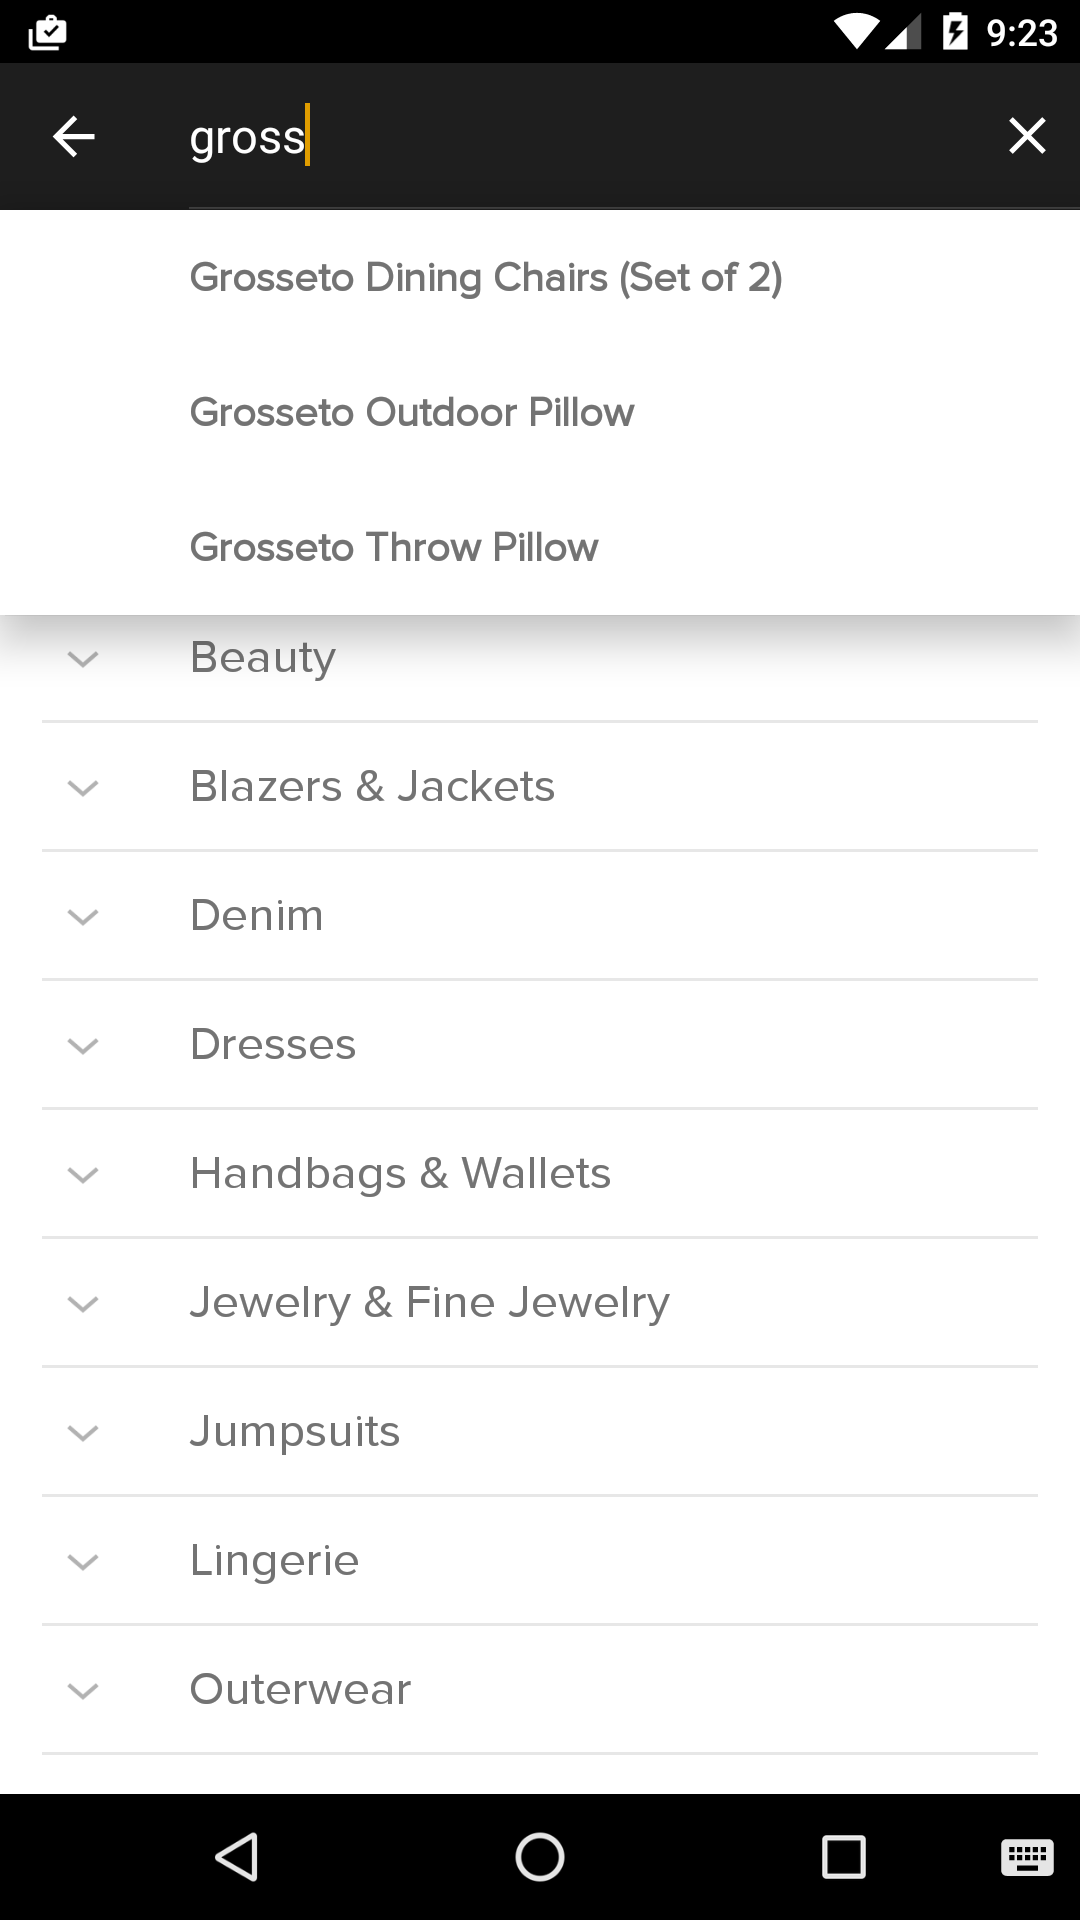 9:23
gross
Grosseto Dining Chairs (Set of 2)
Grosseto Outdoor Pillow
Grosseto Throw Pillow
Beauty
Blazers & Jackets
Denim
Dresses
Handbags & Wallets
Jewelry & Fine Jewelry
Jumpsuits
Lingerie
Outerwear